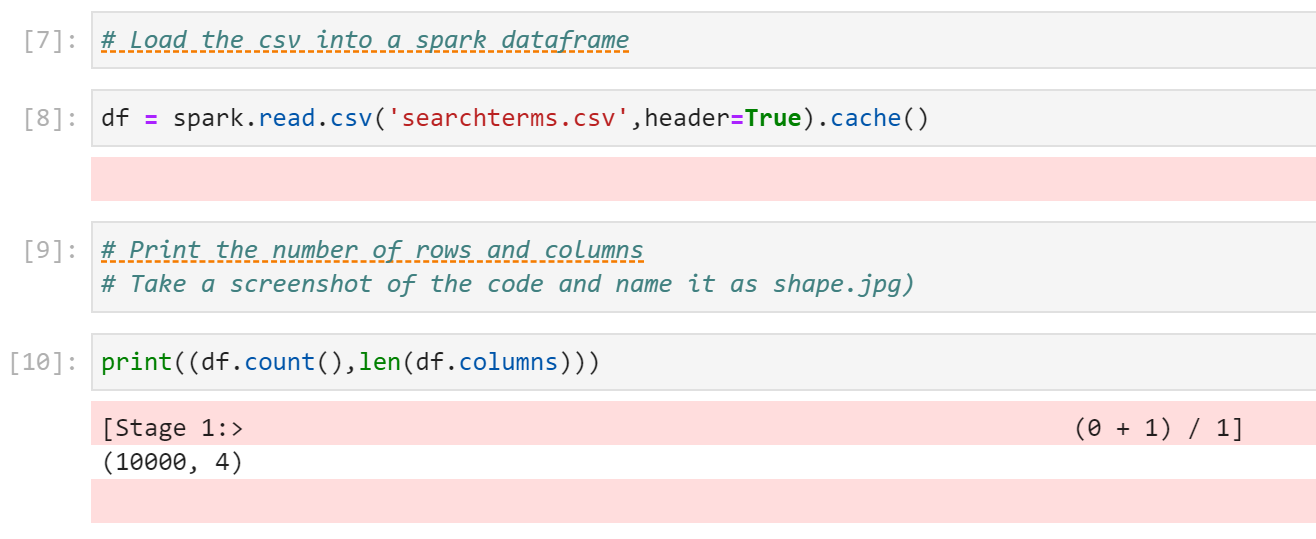 [7]: # Load the csv into a spark dataframe
[8]: df = spark.read.csv('searchterms.csv',header=True).cache()
[9]: # Print the number of rows and columns
# Take a screenshot of the code and name it as shape.jpg)
[10]: print((df.count(),len(df.columns)))
[Stage 1:> (0 + 1) / 1]
(10000, 4)